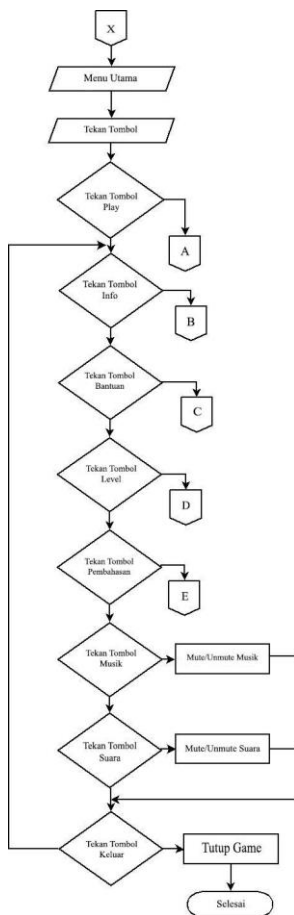 X
Menu Utama
Tekan Tombol
Tekan Tombol
Play
A
Tekan Tombol
Info
B
Tekan Tombol
Bantuan
C
Tekan Tombol
Level
D
Tekan Tombol
Pembahasan
E
Tekan Tombol
Musik
Mute/Unmute Musik
Tekan Tombol
Suara
Mute/Unmute Suara
Tekan Tombol
Keluar
Tutup Game
Selesai